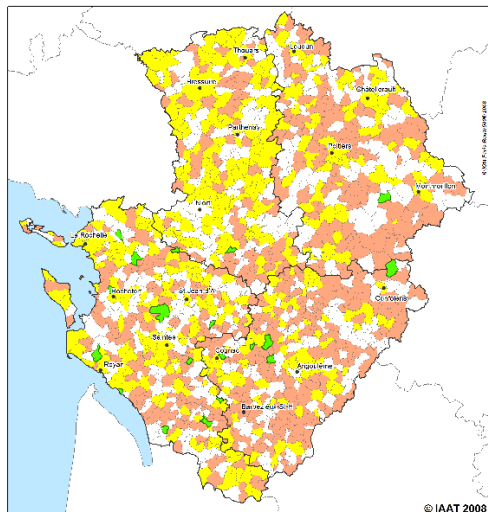 Thouars
Loudun
Bressuire
Châtellerault
Parthenay
Poitiers
Montmorillon
Niort
La Rochelle
Rochefort
St Jean d'A
Confolens
Saintes
Cognac
Royan
Angoulême
Barbezieux-St-H
© IAAT 2008